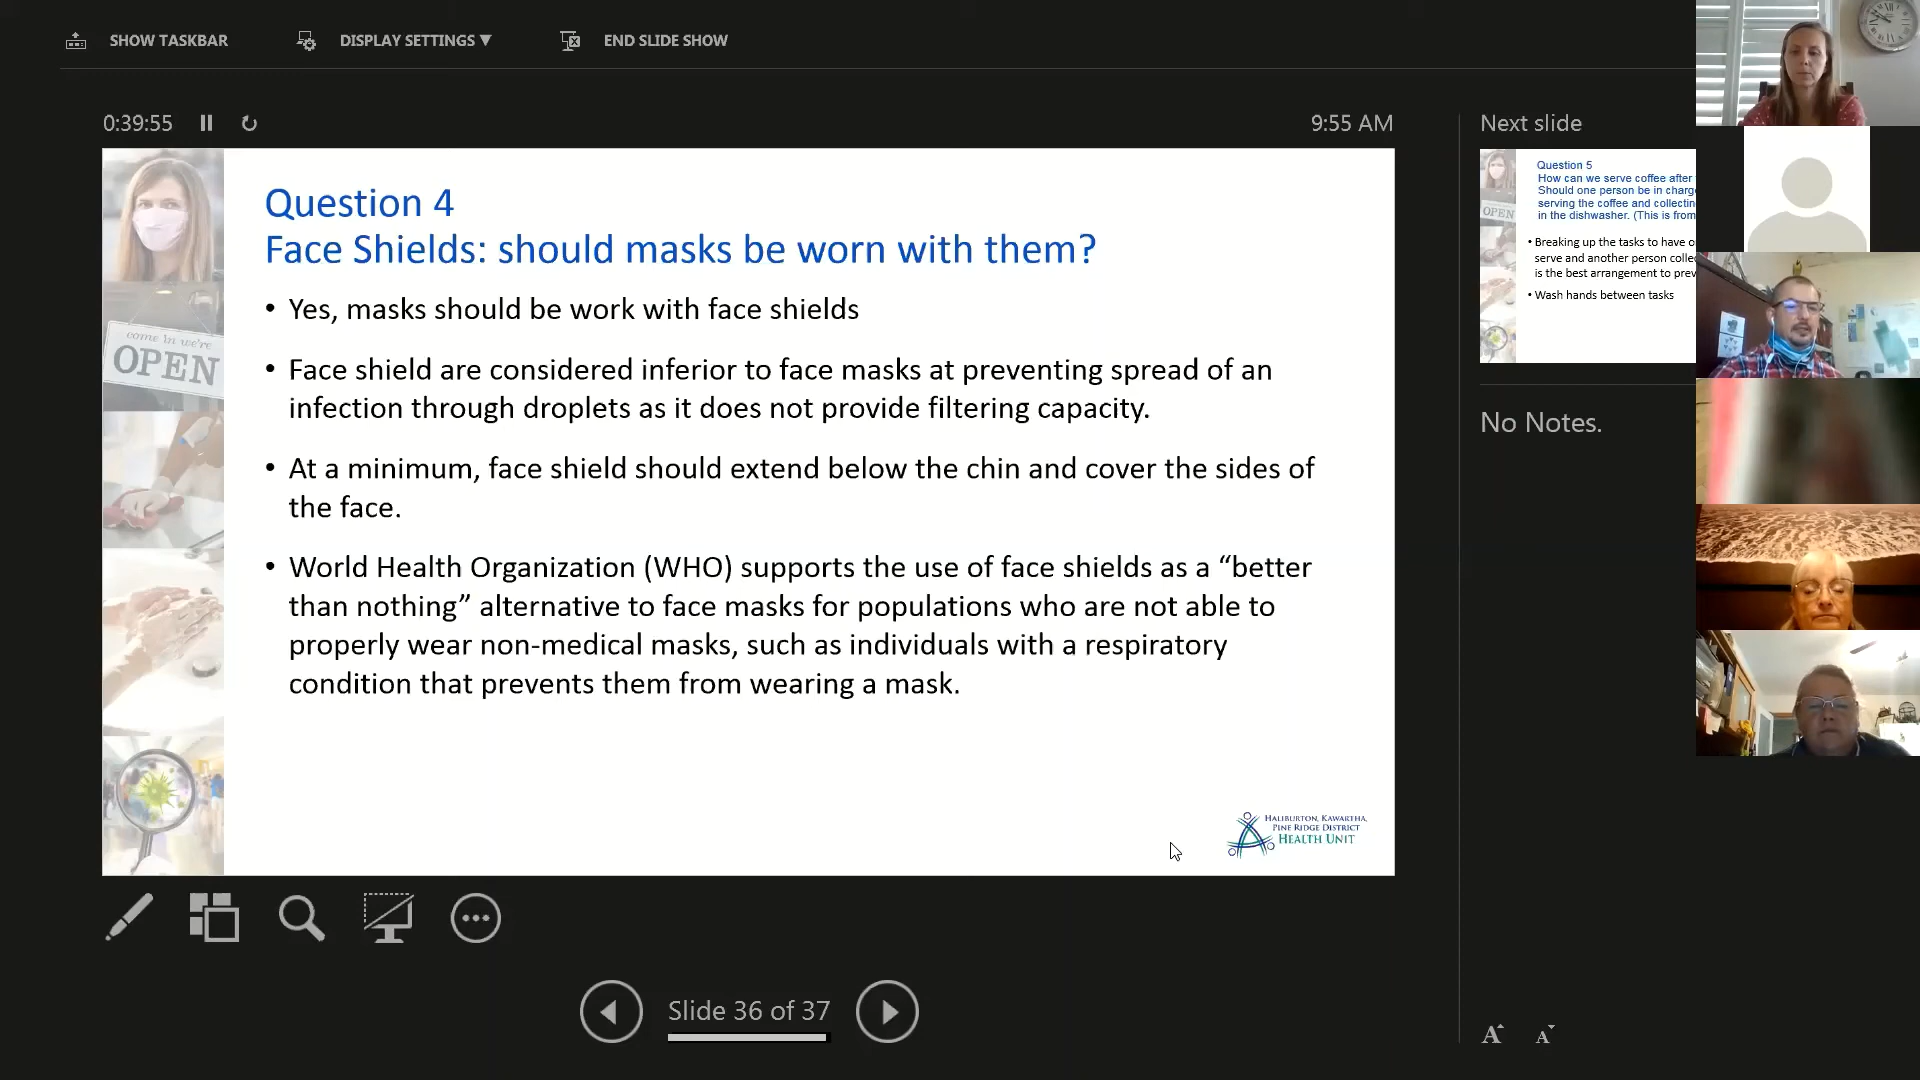 SHOW TASKBAR
DISPLAY SETTINGS ▼
END SLIDE SHOW
0:39:55
9:55 AM
Next slide
come in we're
OPEN
Question 4
Face Shields: should masks be worn with them?
• Yes, masks should be work with face shields
• Face shield are considered inferior to face masks at preventing spread of an
infection through droplets as it does not provide filtering capacity.
• At a minimum, face shield should extend below the chin and cover the sides of
the face.
• World Health Organization (WHO) supports the use of face shields as a “better
than nothing” alternative to face masks for populations who are not able to
properly wear non-medical masks, such as individuals with a respiratory
condition that prevents them from wearing a mask.
HALIBURTON, KAWARTHA,
PINE RIDGE DISTRICT
HEALTH UNIT
Question 5
How can we serve coffee after
Should one person be in charg
serving the coffee and collectin
in the dishwasher. (This is from
OPEN
• Breaking up the tasks to have o
serve and another person collec
is the best arrangement to prev
• Wash hands between tasks
No Notes.
Slide 36 of 37
A A